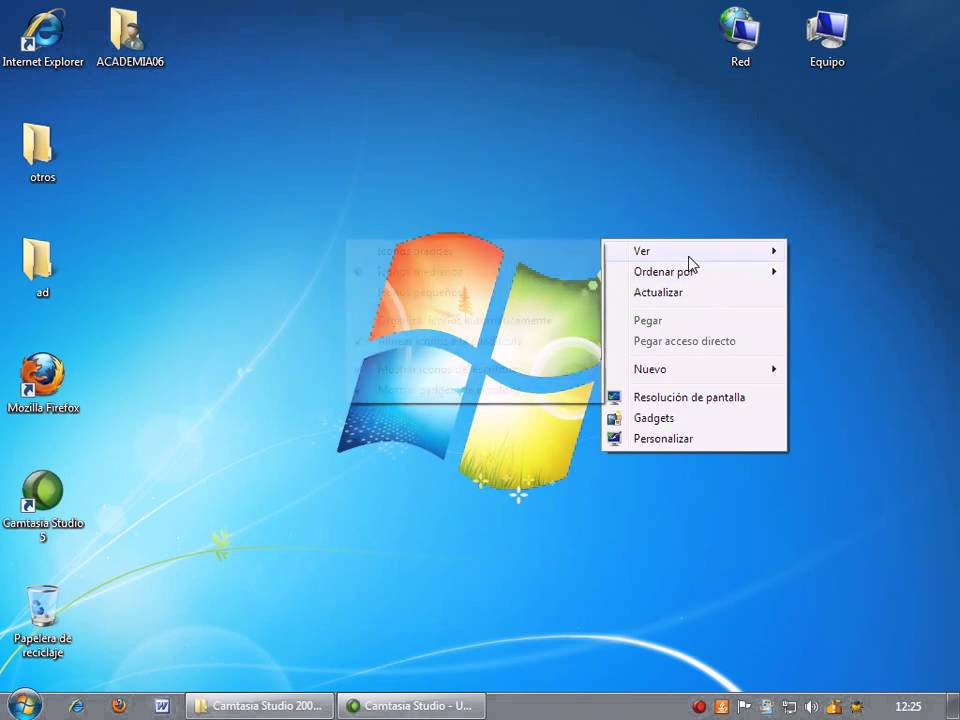 Internet Explorer
ACADEMIA06
Red
Equipo
otros
ad
Mozilla Firefox
Camtasia Studio
5
Papelera de
reciclaje
Iconos grandes
Iconos medianos
Iconos pequeños
Organizar iconos automáticamente
Alinear iconos a la cuadrícula
Mostrar iconos de escritorio
Mostrar gadgets de escritorio
Ver
Ordenar por
Actualizar
Pegar
Pegar acceso directo
Nuevo
Resolución de pantalla
Gadgets
Personalizar
Camtasia Studio 200...
Camtasia Studio - U...
12:25